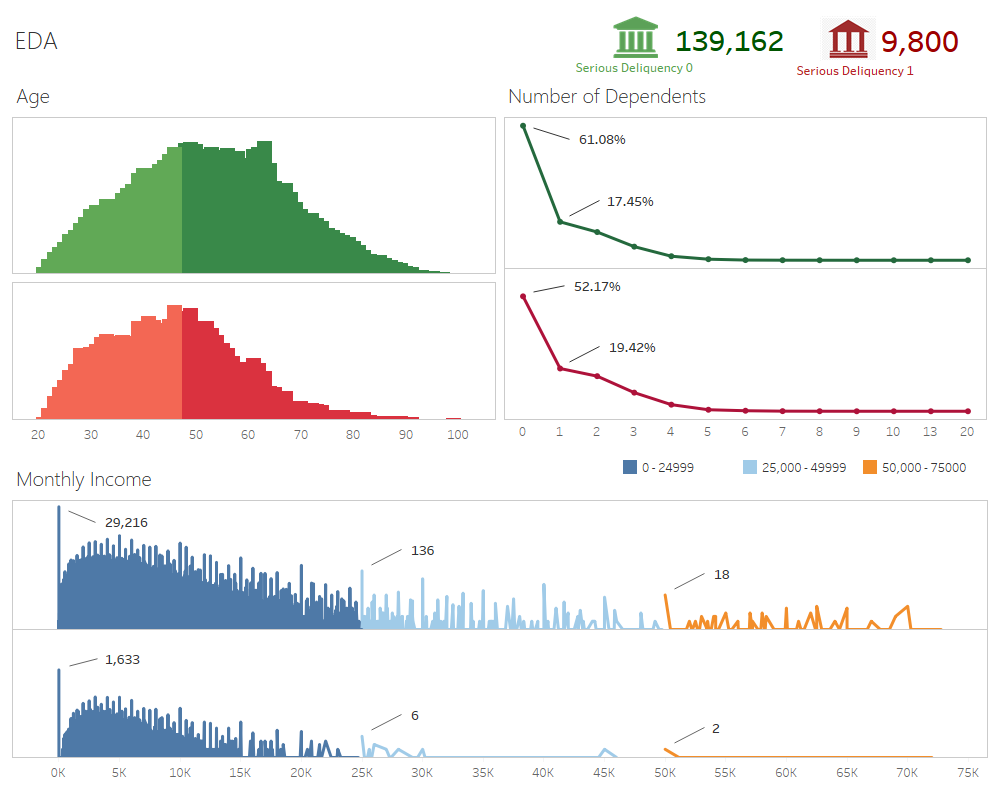 EDA
139,162
Serious Deliquency 0
9,800
Serious Deliquency 1
Age
Number of Dependents
61.08%
17.45%
52.17%
19.42%
20 30 40 50 60 70 80 90 100
0 1 2 3 4 5 6 7 8 9 10 13 20
0 - 24999 25,000 - 49999 50,000 - 75000
Monthly Income
29,216
136
18
1,633
6
2
0K 5K 10K 15K 20K 25K 30K 35K 40K 45K 50K 55K 60K 65K 70K 75K